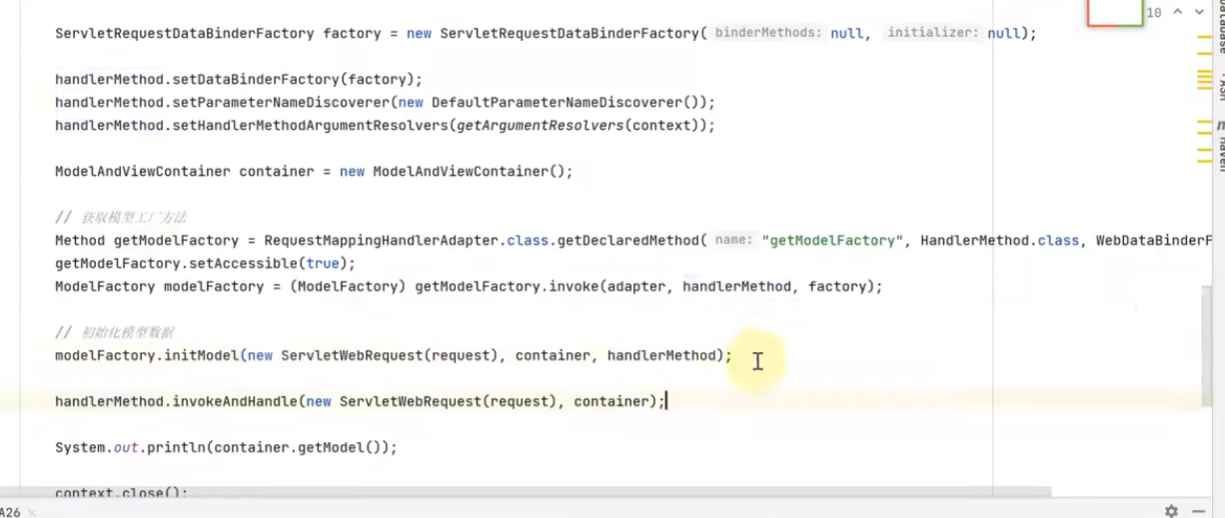 10
ServletRequestDataBinderFactory factory = new ServletRequestDataBinderFactory( binderMethods: null, initializer: null);
handlerMethod.setDataBinderFactory(factory);
handlerMethod.setParameterNameDiscoverer(new DefaultParameterNameDiscoverer());
handlerMethod.setHandlerMethodArgumentResolvers(getArgumentResolvers(context));
ModelAndViewContainer container = new ModelAndViewContainer();
// 获取模型工厂方法
Method getModelFactory = RequestMappingHandlerAdapter.class.getDeclaredMethod( name: "getModelFactory", HandlerMethod.class, WebDataBinderF
getModelFactory.setAccessible(true);
ModelFactory modelFactory = (ModelFactory) getModelFactory.invoke(adapter, handlerMethod, factory);
// 初始化模型数据
modelFactory.initModel(new ServletWebRequest(request), container, handlerMethod);
handlerMethod.invokeAndHandle(new ServletWebRequest(request), container);
System.out.println(container.getModel());
context.close();
A26
Maven